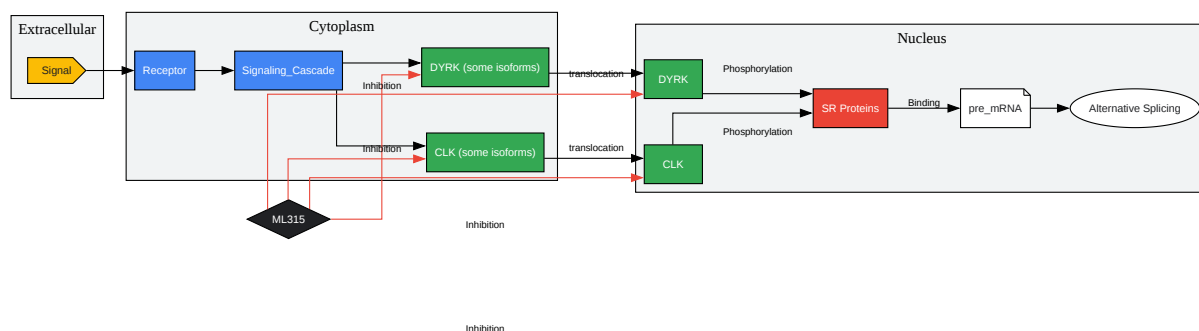 Extracellular
Signal
Cytoplasm
Receptor
Signaling_Cascade
DYRK (some isoforms)
CLK (some isoforms)
Inhibition
Inhibition
translocation
translocation
Nucleus
DYRK
CLK
Phosphorylation
Phosphorylation
SR Proteins
Binding
pre_mRNA
Alternative Splicing
ML315
Inhibition
Inhibition